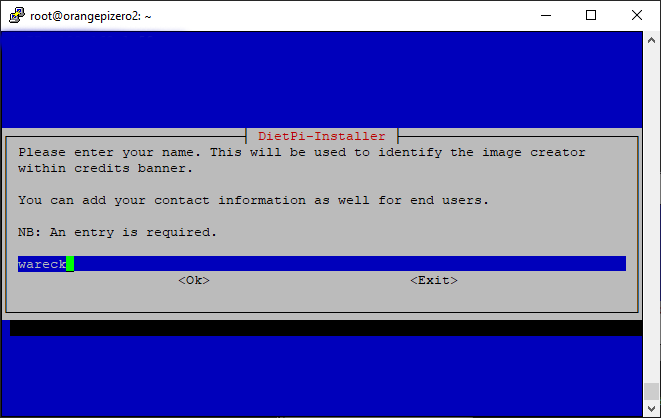 root@orangepizero2: ~
DietPi-Installer
Please enter your name. This will be used to identify the image creator
within credits banner.
You can add your contact information as well for end users.
NB: An entry is required.
wareck
<Ok> <Exit>